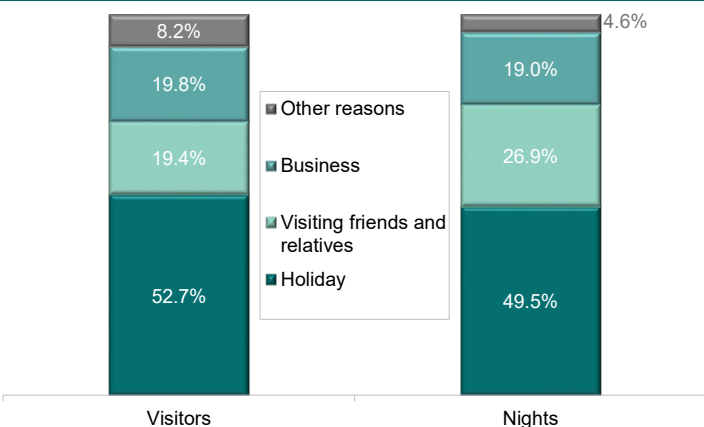 8.2%
4.6%
19.8%
19.0%
Other reasons
Business
19.4%
26.9%
Visiting friends and
relatives
Holiday
52.7%
49.5%
Visitors
Nights